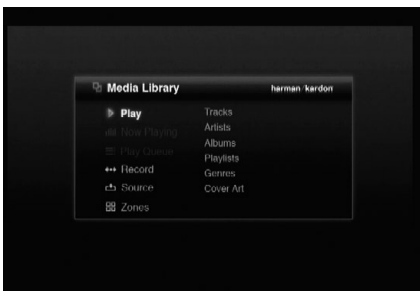 Media Library
harman/kardon
Play
Now Playing
Play Queue
Record
Source
Zones
Tracks
Artists
Albums
Playlists
Genres
Cover Art